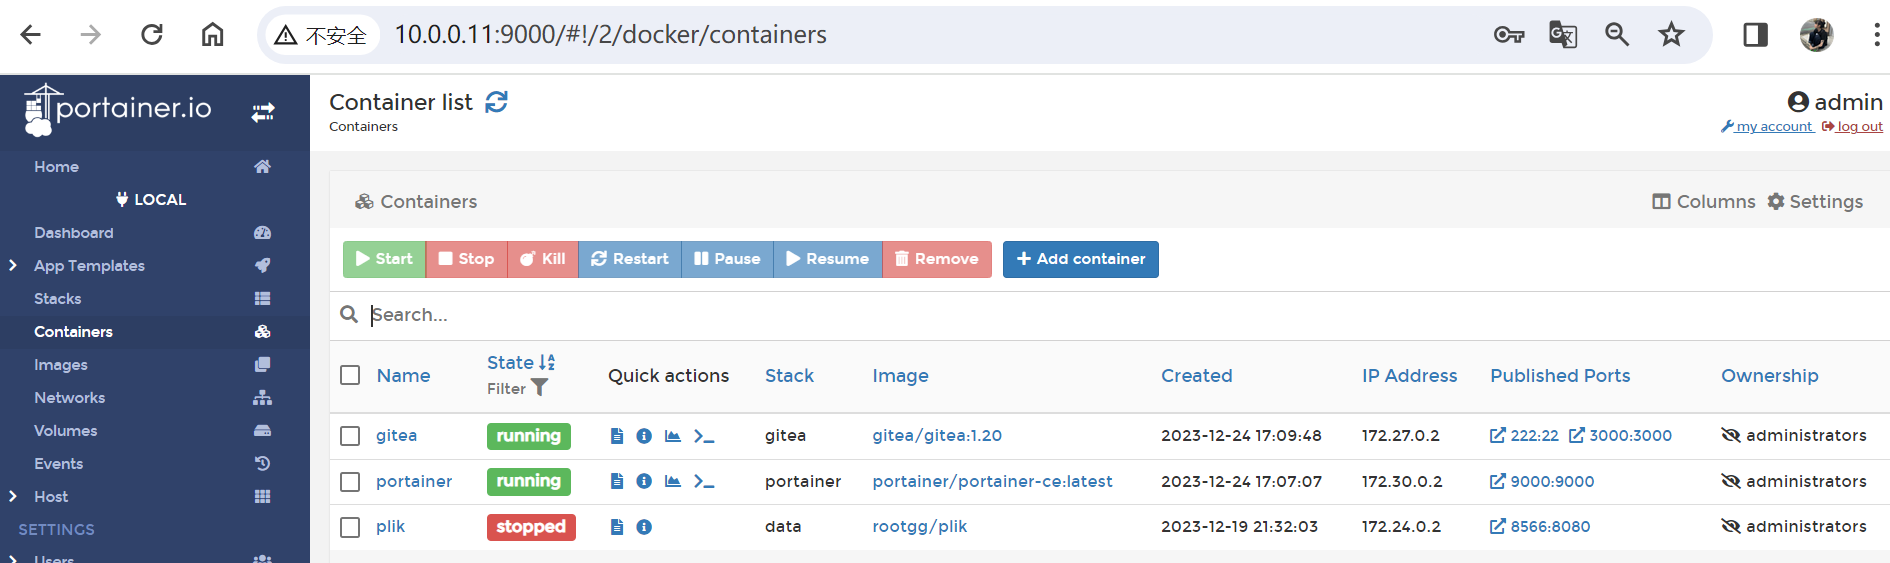 不安全 10.0.0.11:9000/#!/2/docker/containers
portainer.io
Container list
Containers
admin
my account log out
Home
LOCAL
Dashboard
App Templates
Stacks
Containers
Images
Networks
Volumes
Events
Host
SETTINGS
Users
Containers Columns Settings
Start Stop Kill Restart Pause Resume Remove Add container
Search...
Name State Filter Quick actions Stack Image Created IP Address Published Ports Ownership
gitea running gitea gitea/gitea:1.20 2023-12-24 17:09:48 172.27.0.2 222:22 3000:3000 administrators
portainer running portainer portainer/portainer-ce:latest 2023-12-24 17:07:07 172.30.0.2 9000:9000 administrators
plik stopped data rootgg/plik 2023-12-19 21:32:03 172.24.0.2 8566:8080 administrators